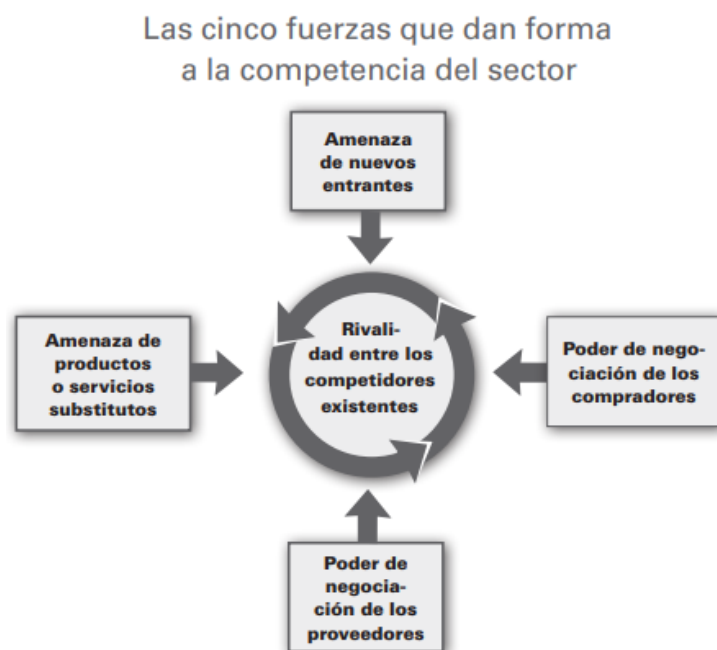 Las cinco fuerzas que dan forma
a la competencia del sector
Amenaza
de nuevos
entrantes
Amenaza de
productos
o servicios
substitutos
Rivali-
dad entre los
competidores
existentes
Poder de nego-
ciación de los
compradores
Poder de
negocia-
ción de los
proveedores